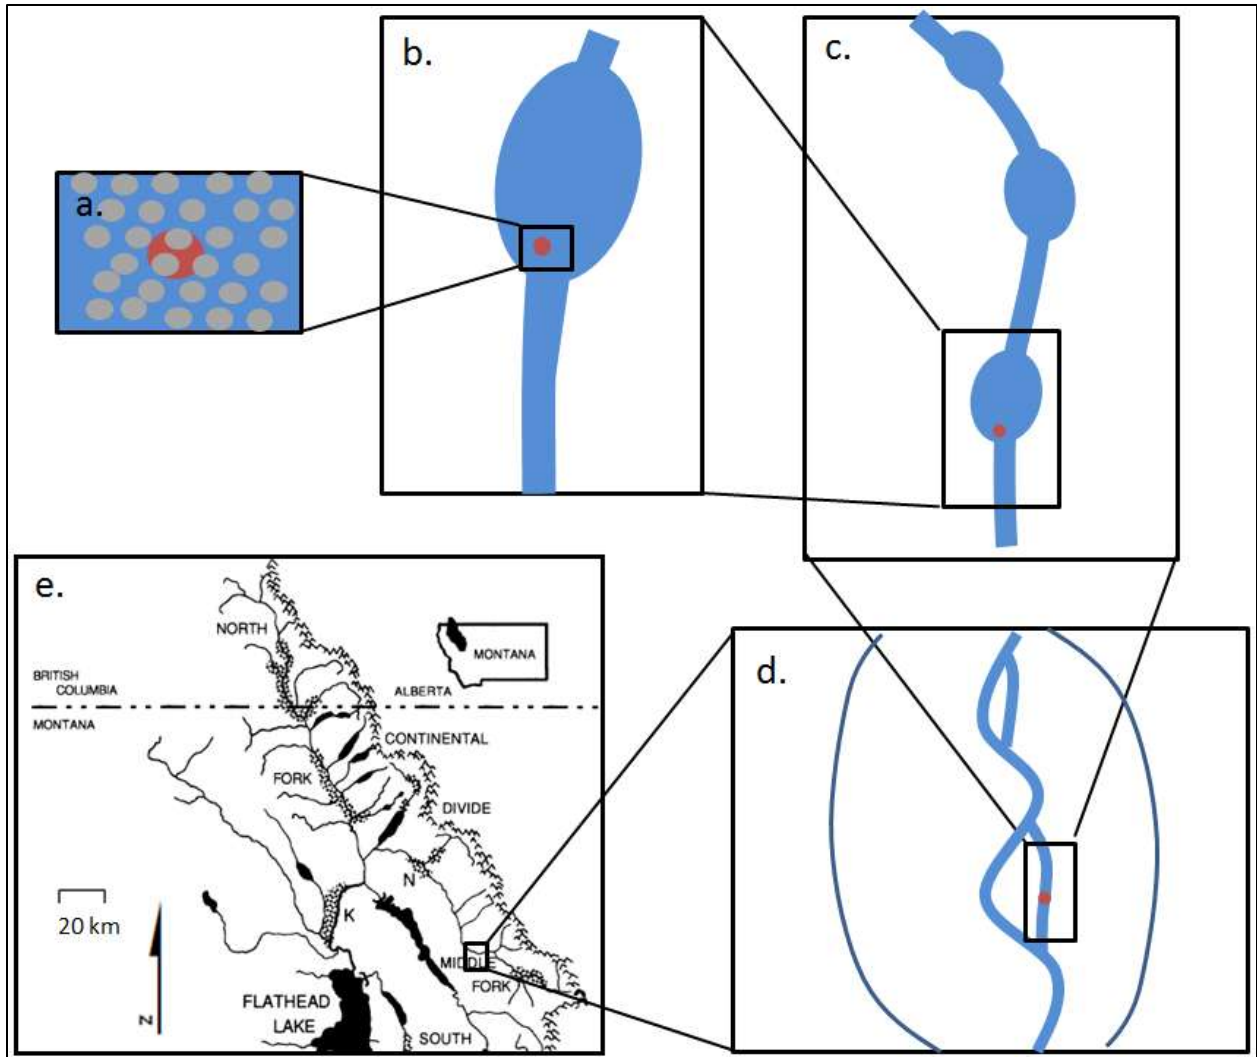 a.
b.
c.
d.
e.
NORTH
MONTANA
BRITISH
COLUMBIA
ALBERTA
MONTANA
CONTINENTAL
FORK
DIVIDE
N
20 km
K
MIDDLE
FORK
FLATHEAD
LAKE
SOUTH
N